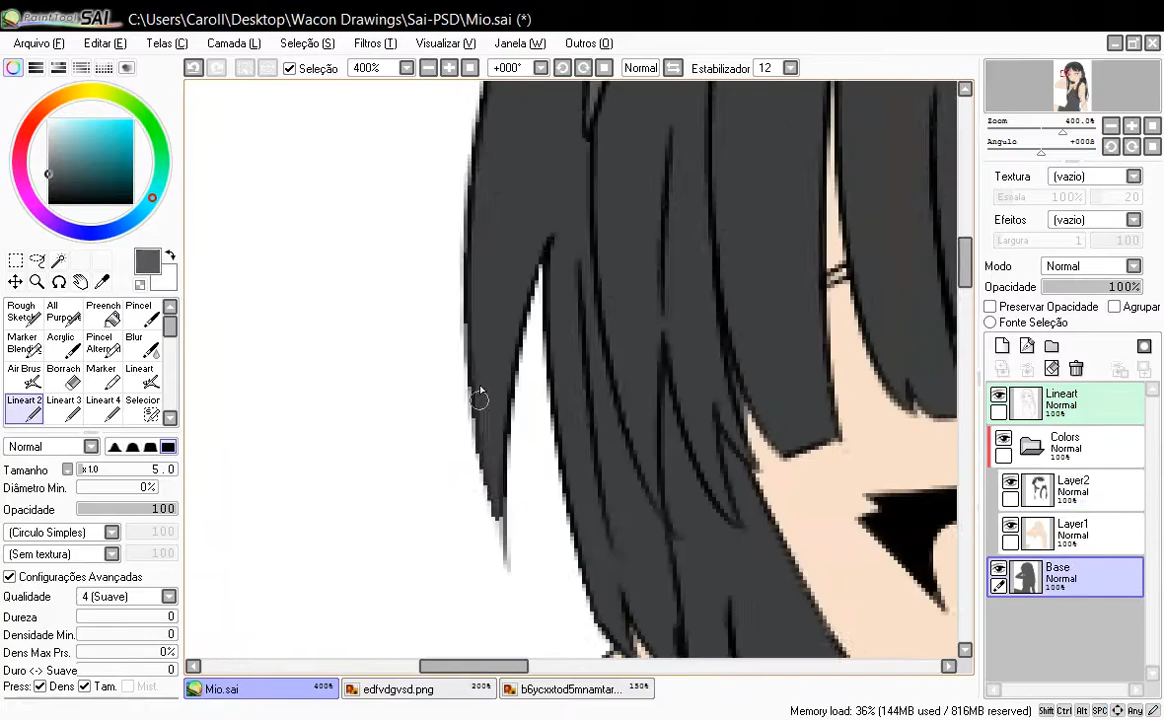 PaintTool SAI C:\Users\Caroll\Desktop\Wacon Drawings\Sai-PSD\Mio.sai (*)
Arquivo (F) Editar (E) Telas (C) Camada (L) Seleção (S) Filtros (T) Visualizar (V) Janela (W) Outros (O)
Seleção 400% +000° Normal Estabilizador 12
Zoom 400.0%
Angulo +000θ
Textura (vazio)
Escala 100% 20
Efeitos (vazio)
Largura 1 100
Modo Normal
Opacidade 100%
Preservar Opacidade Agrupar
Fonte Seleção
Rough Sketch All Purpos Preench Pincel
Marker Blendin Acrylic Pincel Altern Blur
Air Brus Borrach Marker Lineart
Lineart 2 Lineart 3 Lineart 4 Selecior
Normal
Tamanho x1.0 5.0
Diâmetro Min. 0%
Opacidade 100
(Circulo Simples) 100
(Sem textura) 100
Configurações Avançadas
Qualidade 4 (Suave)
Dureza 0
Densidade Min. 0
Dens Max Prs. 0%
Duro <-> Suave 0
Press: Dens Tam. Mist.
Lineart
Normal
100%
Colors
Normal
100%
Layer2
Normal
100%
Layer1
Normal
100%
Base
Normal
100%
Mio.sai 400% edfvdgvsd.png 200% b6ycxxtod5mnamtar... 150%
Memory load: 36% (144MB used / 816MB reserved) Shift Ctrl Alt SPC Any